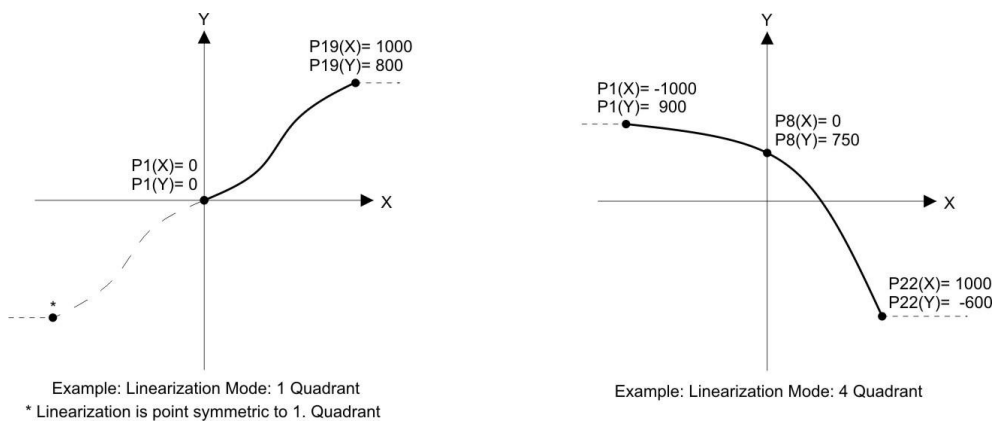 Y
P19(X)= 1000
P19(Y)= 800
P1(X)= 0
P1(Y)= 0
X
*
Example: Linearization Mode: 1 Quadrant
* Linearization is point symmetric to 1. Quadrant
Y
P1(X)= -1000
P1(Y)= 900
P8(X)= 0
P8(Y)= 750
X
P22(X)= 1000
P22(Y)= -600
Example: Linearization Mode: 4 Quadrant